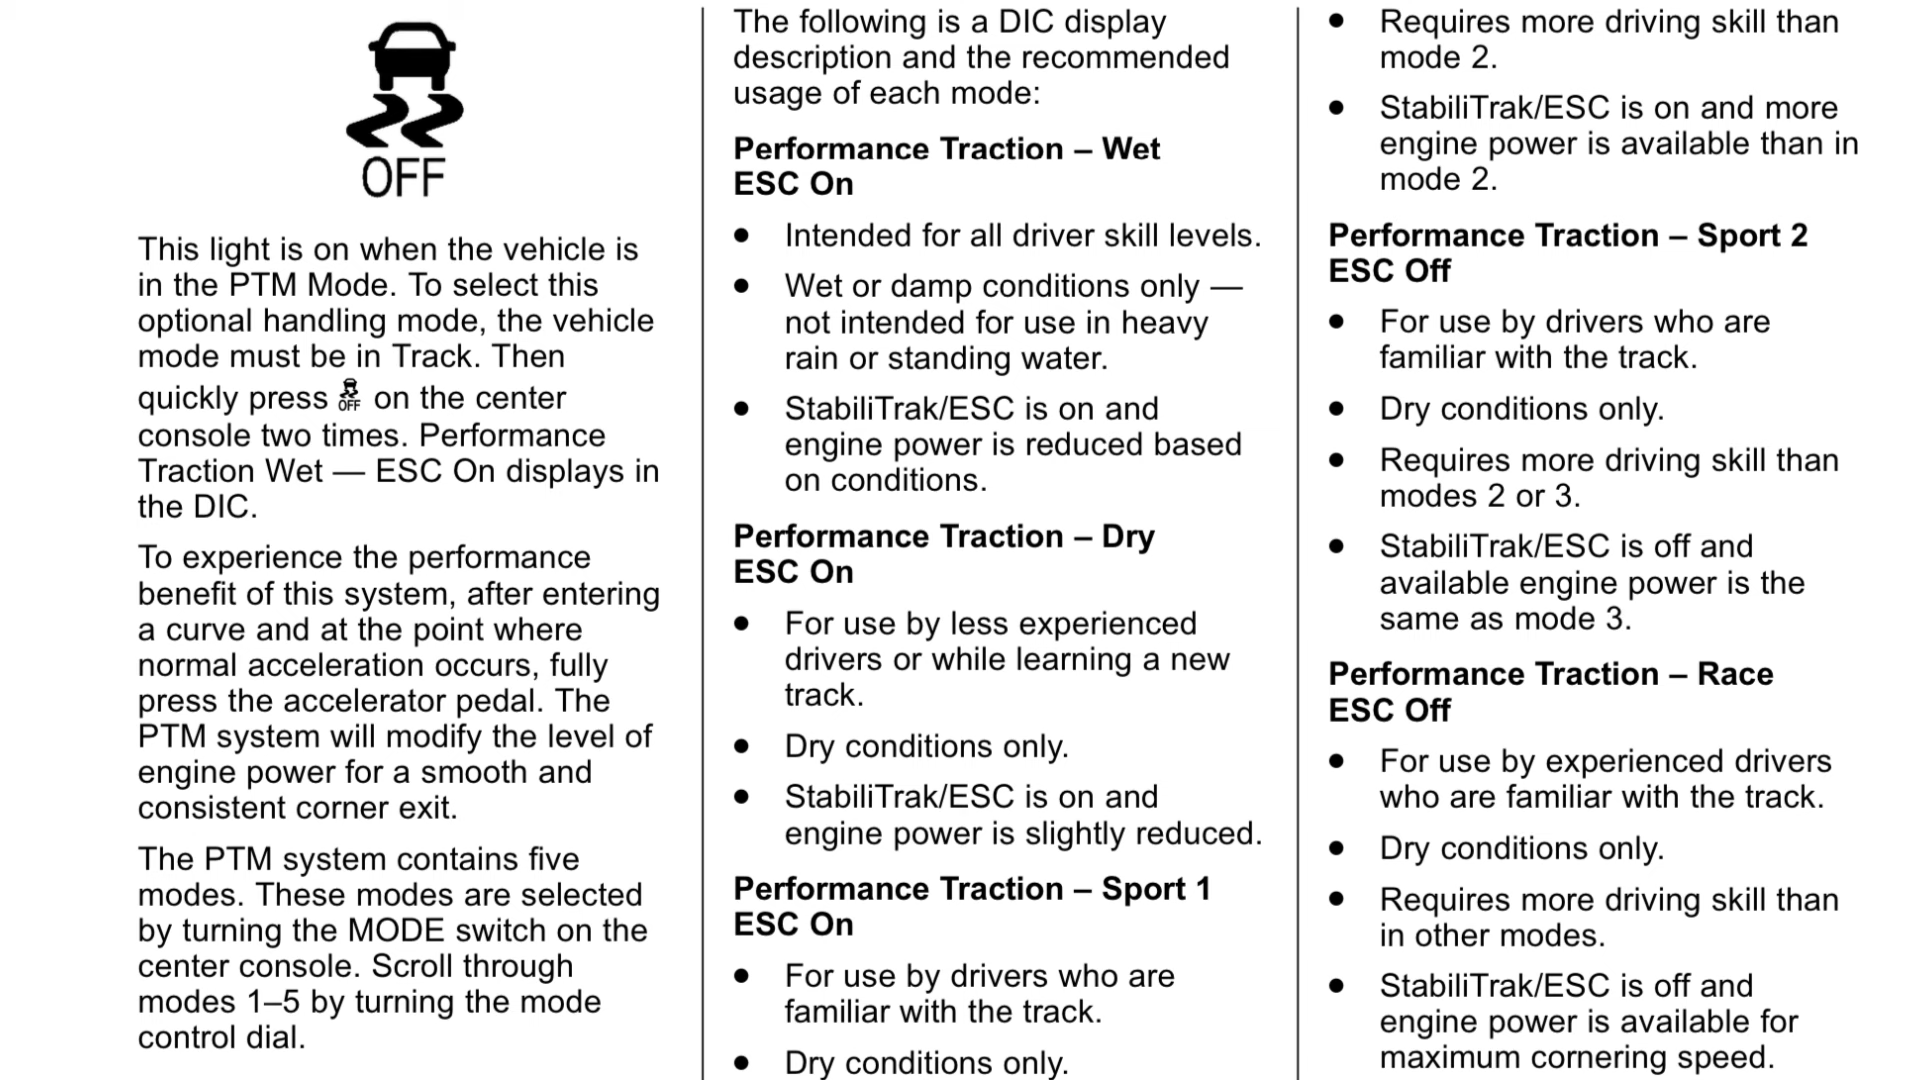 OFF
This light is on when the vehicle is
in the PTM Mode. To select this
optional handling mode, the vehicle
mode must be in Track. Then
quickly press OFF on the center
console two times. Performance
Traction Wet — ESC On displays in
the DIC.
To experience the performance
benefit of this system, after entering
a curve and at the point where
normal acceleration occurs, fully
press the accelerator pedal. The
PTM system will modify the level of
engine power for a smooth and
consistent corner exit.
The PTM system contains five
modes. These modes are selected
by turning the MODE switch on the
center console. Scroll through
modes 1–5 by turning the mode
control dial.
The following is a DIC display
description and the recommended
usage of each mode:
Performance Traction – Wet
ESC On
● Intended for all driver skill levels.
● Wet or damp conditions only —
not intended for use in heavy
rain or standing water.
● StabiliTrak/ESC is on and
engine power is reduced based
on conditions.
Performance Traction – Dry
ESC On
● For use by less experienced
drivers or while learning a new
track.
● Dry conditions only.
● StabiliTrak/ESC is on and
engine power is slightly reduced.
Performance Traction – Sport 1
ESC On
● For use by drivers who are
familiar with the track.
● Dry conditions only.
● Requires more driving skill than
mode 2.
● StabiliTrak/ESC is on and more
engine power is available than in
mode 2.
Performance Traction – Sport 2
ESC Off
● For use by drivers who are
familiar with the track.
● Dry conditions only.
● Requires more driving skill than
modes 2 or 3.
● StabiliTrak/ESC is off and
available engine power is the
same as mode 3.
Performance Traction – Race
ESC Off
● For use by experienced drivers
who are familiar with the track.
● Dry conditions only.
● Requires more driving skill than
in other modes.
● StabiliTrak/ESC is off and
engine power is available for
maximum cornering speed.